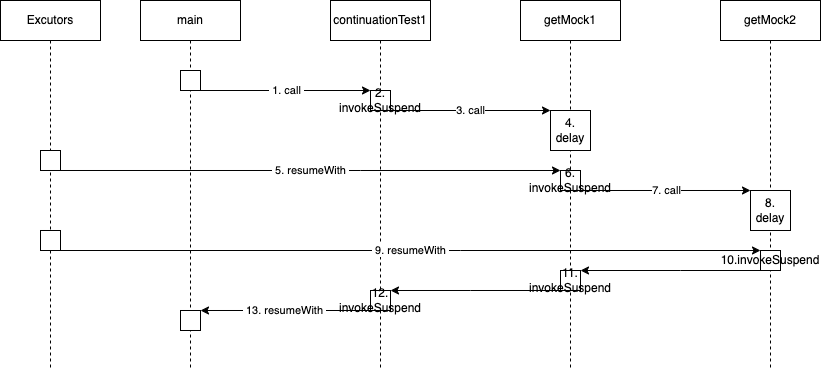 Excutors
main
continuationTest1
getMock1
getMock2
1. call
2.
invokeSuspend
3. call
4.
delay
5. resumeWith
6.
invokeSuspend
7. call
8.
delay
9. resumeWith
10.invokeSuspend
11.
invokeSuspend
12.
invokeSuspend
13. resumeWith